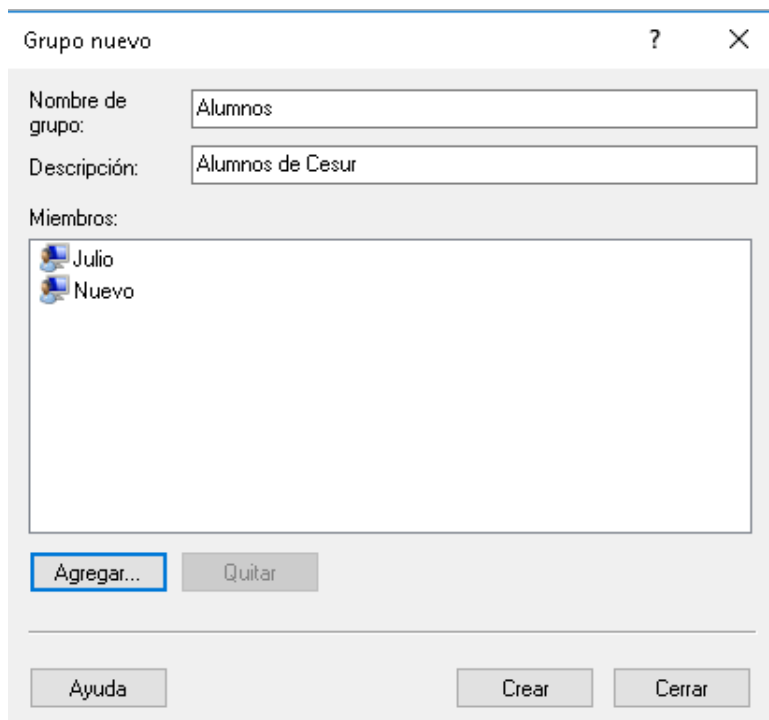 Grupo nuevo ?
Nombre de
grupo:
Alumnos
Descripción:
Alumnos de Cesur
Miembros:
Julio
Nuevo
Agregar...
Quitar
Ayuda
Crear
Cerrar